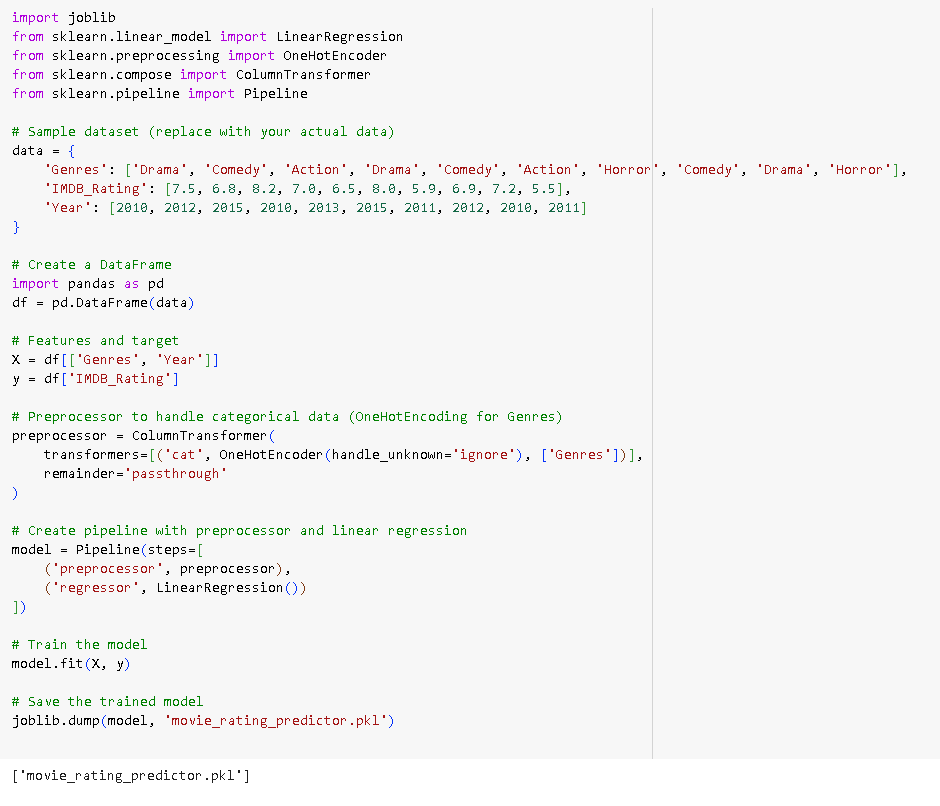 import joblib
from sklearn.linear_model import LinearRegression
from sklearn.preprocessing import OneHotEncoder
from sklearn.compose import ColumnTransformer
from sklearn.pipeline import Pipeline

# Sample dataset (replace with your actual data)
data = {
    'Genres': ['Drama', 'Comedy', 'Action', 'Drama', 'Comedy', 'Action', 'Horror', 'Comedy', 'Drama', 'Horror'],
    'IMDB_Rating': [7.5, 6.8, 8.2, 7.0, 6.5, 8.0, 5.9, 6.9, 7.2, 5.5],
    'Year': [2010, 2012, 2015, 2010, 2013, 2015, 2011, 2012, 2010, 2011]
}

# Create a DataFrame
import pandas as pd
df = pd.DataFrame(data)

# Features and target
X = df[['Genres', 'Year']]
y = df['IMDB_Rating']

# Preprocessor to handle categorical data (OneHotEncoding for Genres)
preprocessor = ColumnTransformer(
    transformers=[('cat', OneHotEncoder(handle_unknown='ignore'), ['Genres'])],
    remainder='passthrough'
)

# Create pipeline with preprocessor and linear regression
model = Pipeline(steps=[
    ('preprocessor', preprocessor),
    ('regressor', LinearRegression())
])

# Train the model
model.fit(X, y)

# Save the trained model
joblib.dump(model, 'movie_rating_predictor.pkl')

['movie_rating_predictor.pkl']